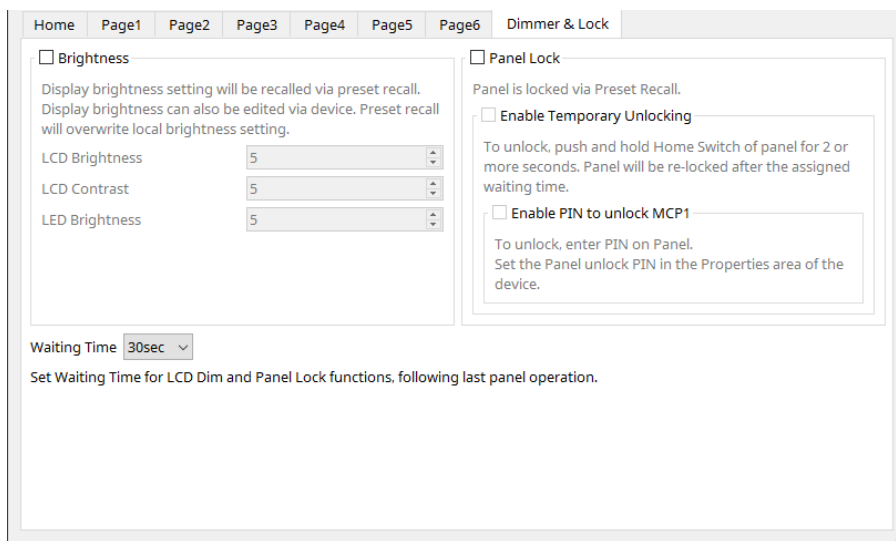 Home Page1 Page2 Page3 Page4 Page5 Page6 Dimmer & Lock
Brightness
Display brightness setting will be recalled via preset recall.
Display brightness can also be edited via device. Preset recall
will overwrite local brightness setting.
LCD Brightness 5
LCD Contrast 5
LED Brightness 5
Panel Lock
Panel is locked via Preset Recall.
Enable Temporary Unlocking
To unlock, push and hold Home Switch of panel for 2 or
more seconds. Panel will be re-locked after the assigned
waiting time.
Enable PIN to unlock MCP1
To unlock, enter PIN on Panel.
Set the Panel unlock PIN in the Properties area of the
device.
Waiting Time 30sec
Set Waiting Time for LCD Dim and Panel Lock functions, following last panel operation.